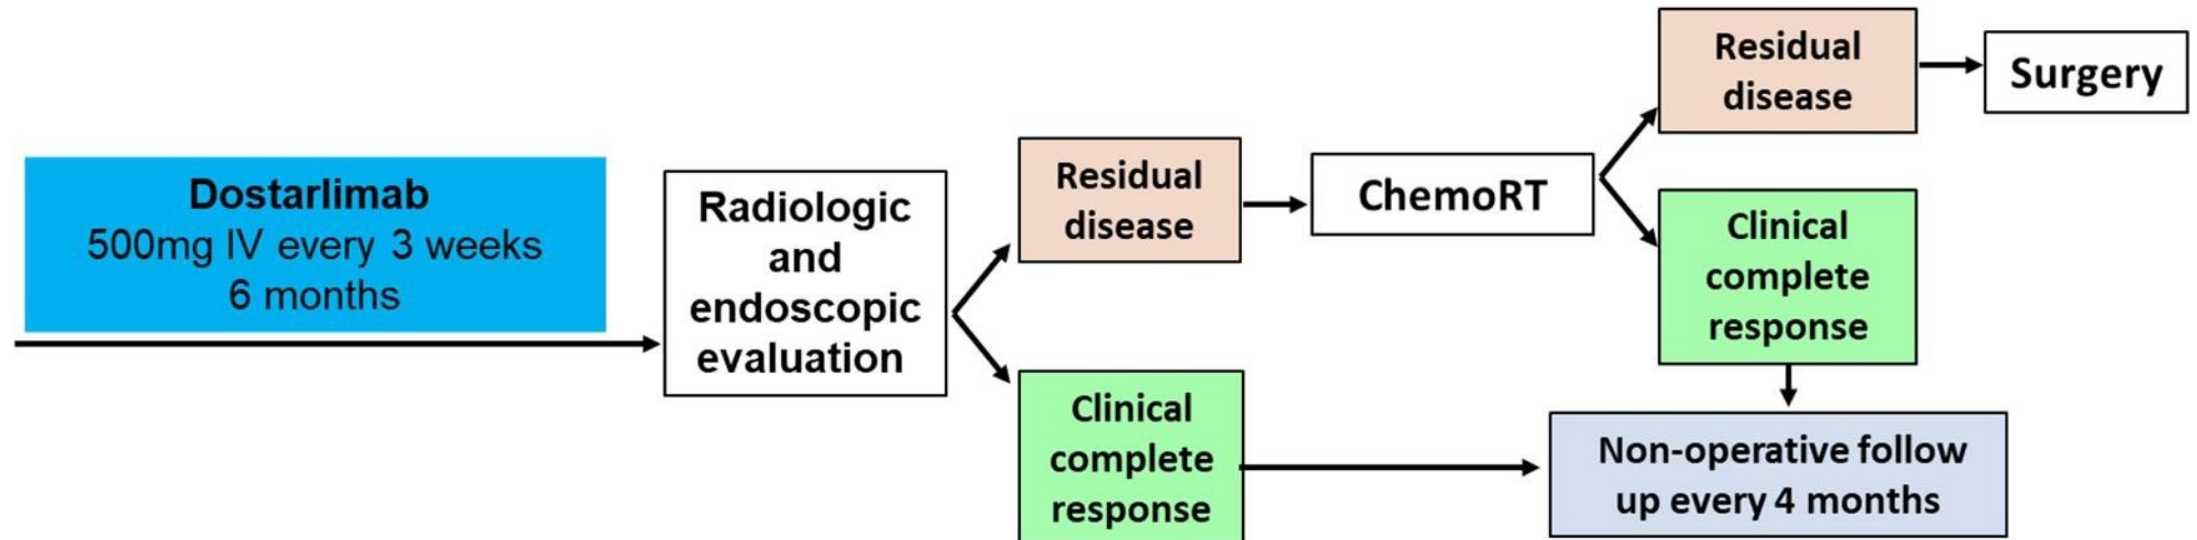 Dostarlimab
500mg IV every 3 weeks
6 months
Radiologic
and
endoscopic
evaluation
Residual
disease
ChemoRT
Residual
disease
Surgery
Clinical
complete
response
Clinical
complete
response
Non-operative follow
up every 4 months